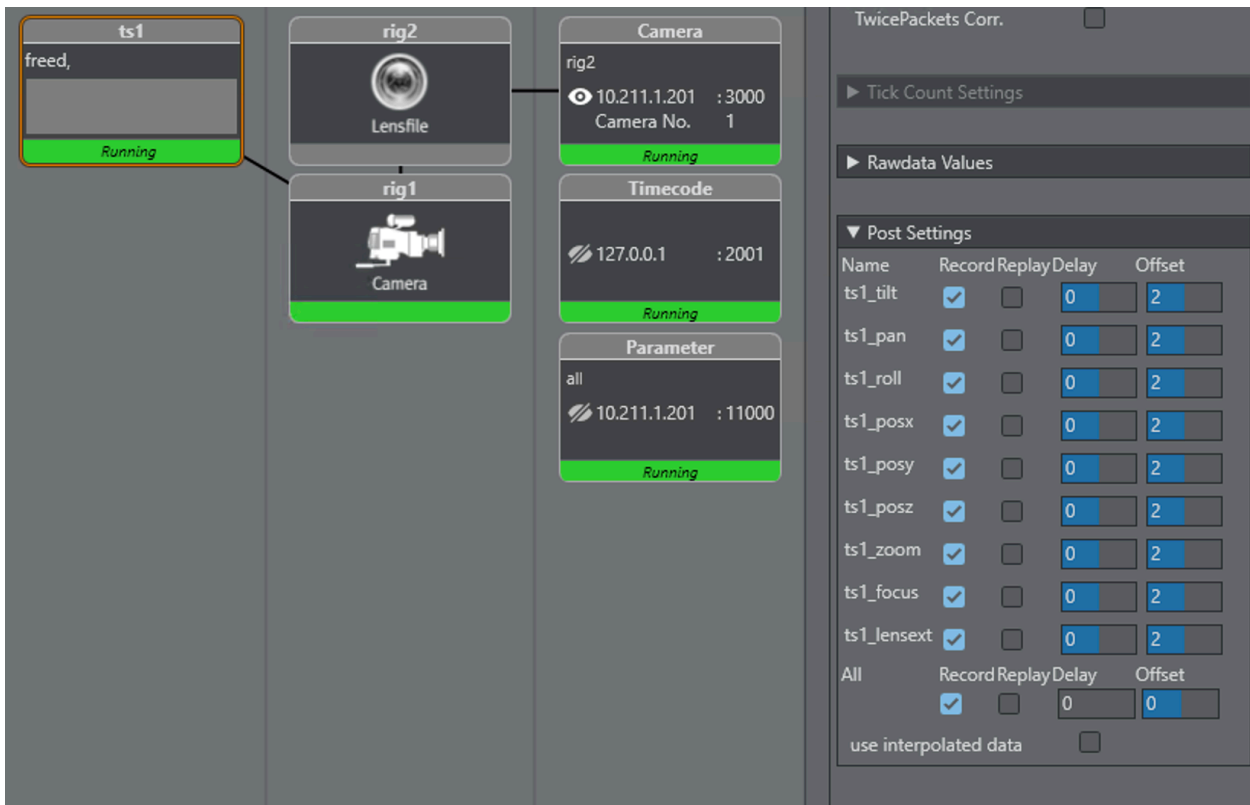 ts1
freed,
Running
rig2
Lensfile
rig1
Camera
Camera
rig2
10.211.1.201 :3000
Camera No. 1
Running
Timecode
127.0.0.1 :2001
Running
Parameter
all
10.211.1.201 :11000
Running
TwicePackets Corr.
Tick Count Settings
Rawdata Values
Post Settings
Name Record Replay Delay Offset
ts1_tilt 0 2
ts1_pan 0 2
ts1_roll 0 2
ts1_posx 0 2
ts1_posy 0 2
ts1_posz 0 2
ts1_zoom 0 2
ts1_focus 0 2
ts1_lensext 0 2
All Record Replay Delay Offset
0 0
use interpolated data